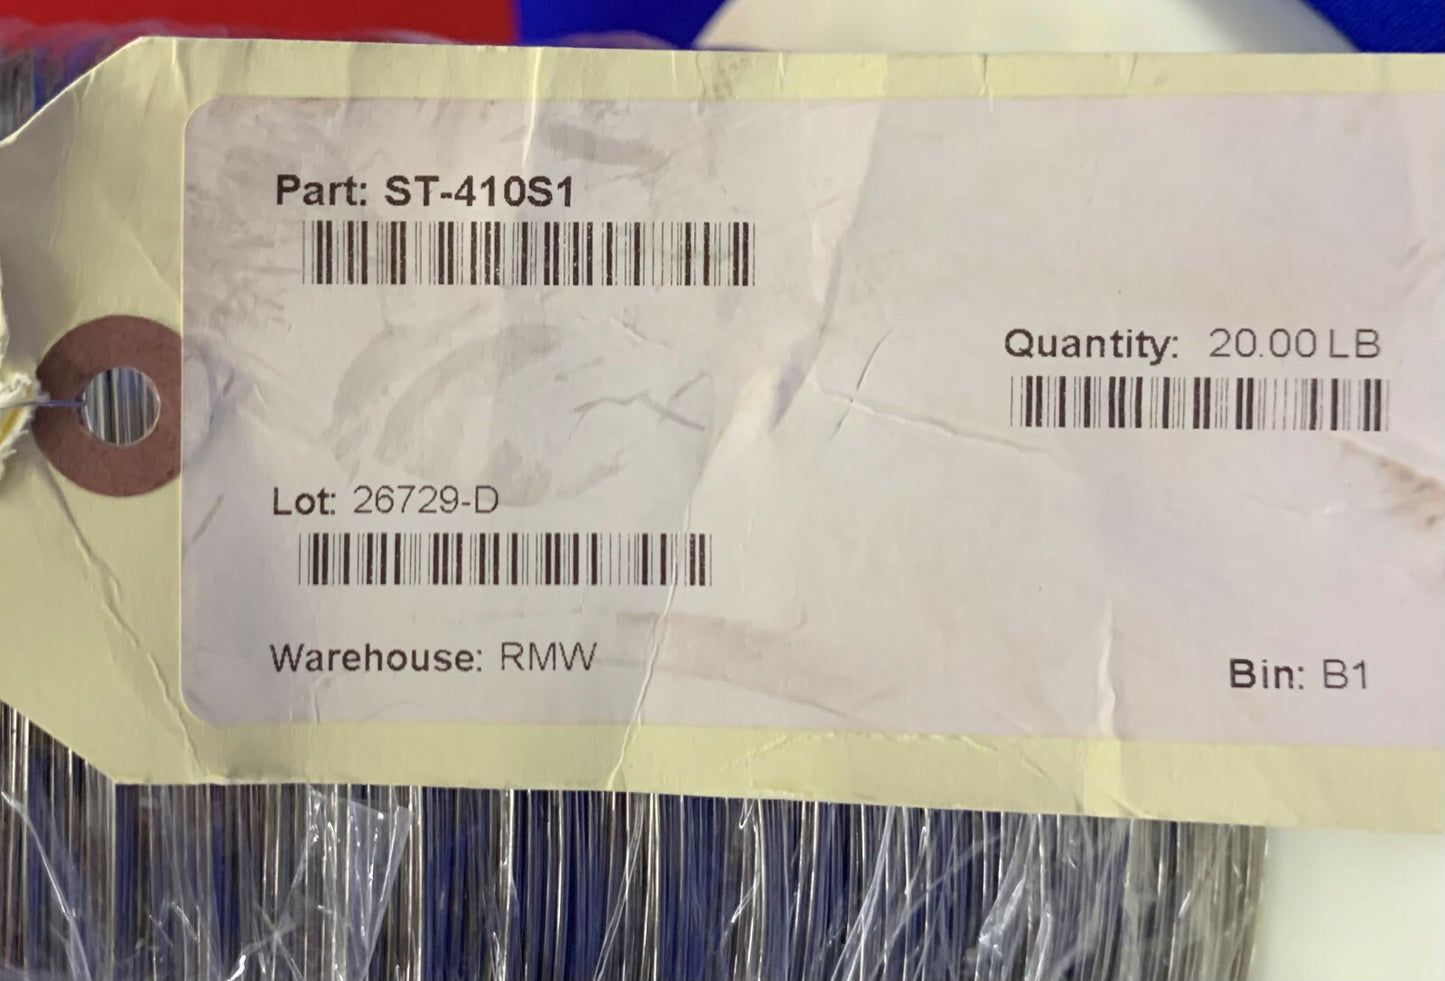 Part: ST-410S1
Quantity: 20.00 LB
Lot: 26729-D
Warehouse: RMW
Bin: B1